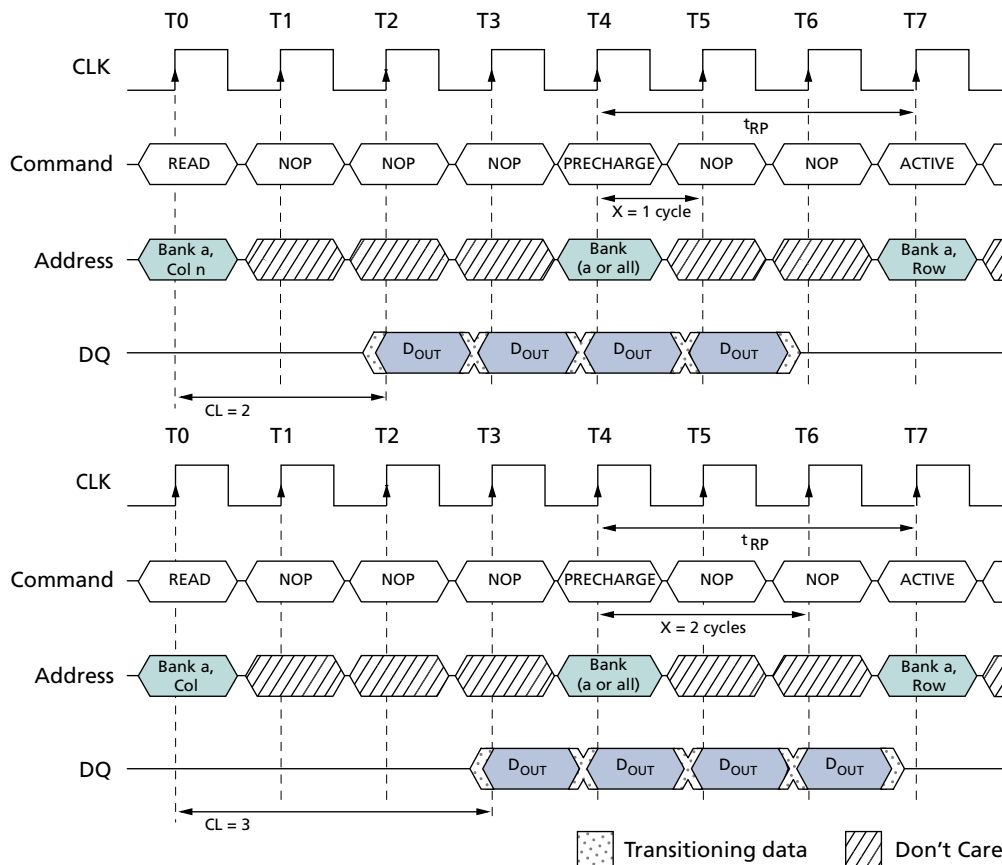 T0 T1 T2 T3 T4 T5 T6 T7
CLK
tRP
Command READ NOP NOP NOP PRECHARGE NOP NOP ACTIVE
X = 1 cycle
Address Bank a, Col n Bank (a or all) Bank a, Row
DQ DOUT DOUT DOUT DOUT
CL = 2
T0 T1 T2 T3 T4 T5 T6 T7
CLK
tRP
Command READ NOP NOP NOP PRECHARGE NOP NOP ACTIVE
X = 2 cycles
Address Bank a, Col Bank (a or all) Bank a, Row
DQ DOUT DOUT DOUT DOUT
CL = 3
Transitioning data Don't Care